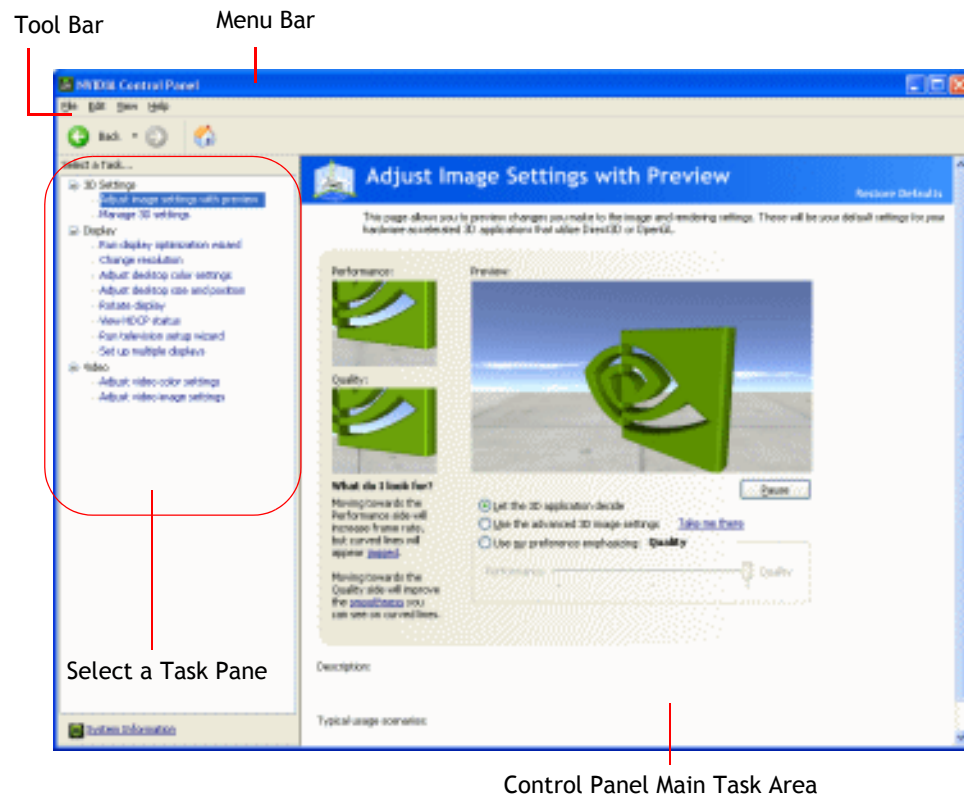 Tool Bar
Menu Bar
NVIDIA Control Panel
File Edit View Help
Back
Select a Task...
3D Settings
Adjust image settings with preview
Manage 3D settings
Display
Run display optimization wizard
Change resolution
Adjust desktop color settings
Adjust desktop size and position
Rotate display
View HDCP status
Run television setup wizard
Set up multiple displays
Video
Adjust video color settings
Adjust video image settings
Select a Task Pane
System Information
Adjust Image Settings with Preview
Restore Defaults
This page allows you to preview changes you make to the image and rendering settings. These will be your default settings for your
hardware accelerated 3D applications that utilize Direct3D or OpenGL.
Performance:
Quality:
What do I look for?
Moving towards the
Performance side will
increase frame rate,
but curved lines will
appear jagged.
Moving towards the
Quality side will improve
the smoothness you
can see on curved lines.
Preview:
Pause
Let the 3D application decide
Use the advanced 3D image settings Take me there
Use my preference emphasizing: Quality
Performance Quality
Description:
Typical usage scenarios:
Control Panel Main Task Area